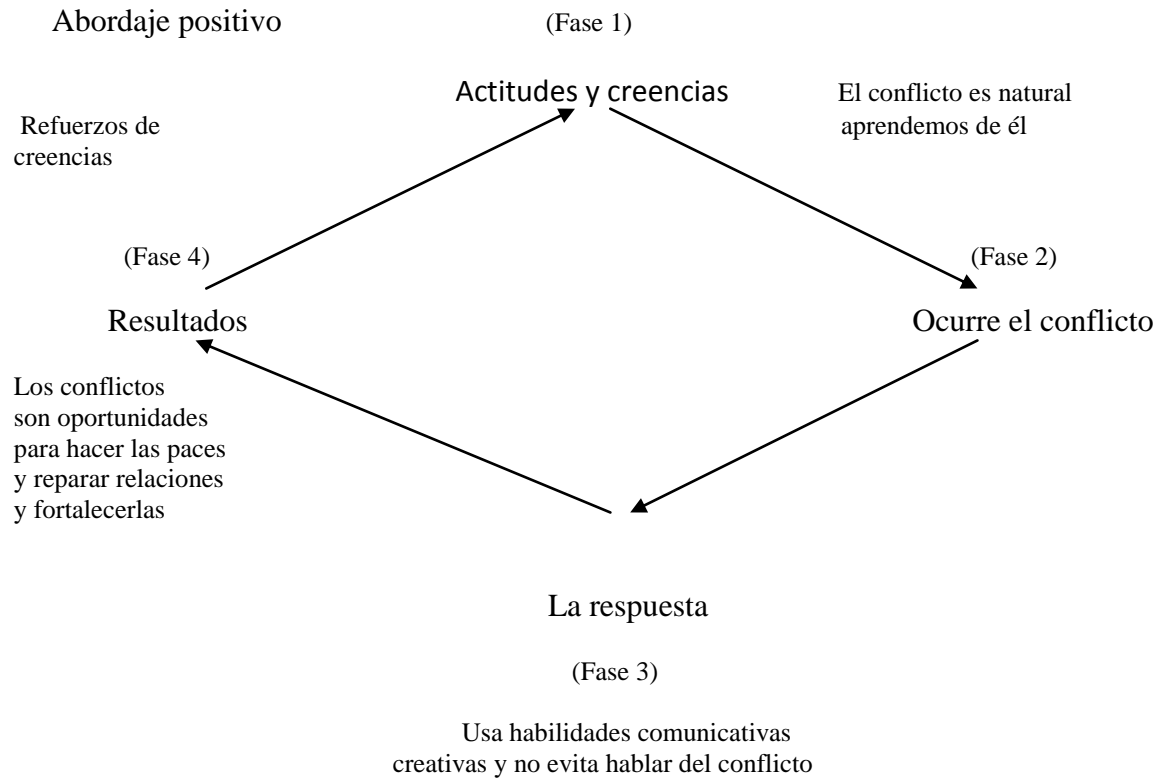 Abordaje positivo
(Fase 1)
Actitudes y creencias
El conflicto es natural
aprendemos de él
Refuerzos de
creencias
(Fase 4)
(Fase 2)
Resultados
Ocurre el conflicto
Los conflictos
son oportunidades
para hacer las paces
y reparar relaciones
y fortalecerlas
La respuesta
(Fase 3)
Usa habilidades comunicativas
creativas y no evita hablar del conflicto